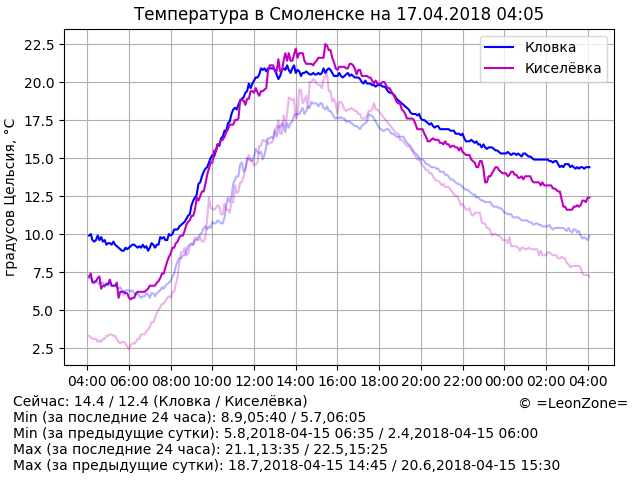 Температура в Смоленске на 17.04.2018 04:05
Кловка
Киселёвка
градусов Цельсия, °C
22.5
20.0
17.5
15.0
12.5
10.0
7.5
5.0
2.5
04:00 06:00 08:00 10:00 12:00 14:00 16:00 18:00 20:00 22:00 00:00 02:00 04:00
Сейчас: 14.4 / 12.4 (Кловка / Киселёвка)
© =LeonZone=
Min (за последние 24 часа): 8.9,05:40 / 5.7,06:05
Min (за предыдущие сутки): 5.8,2018-04-15 06:35 / 2.4,2018-04-15 06:00
Max (за последние 24 часа): 21.1,13:35 / 22.5,15:25
Max (за предыдущие сутки): 18.7,2018-04-15 14:45 / 20.6,2018-04-15 15:30